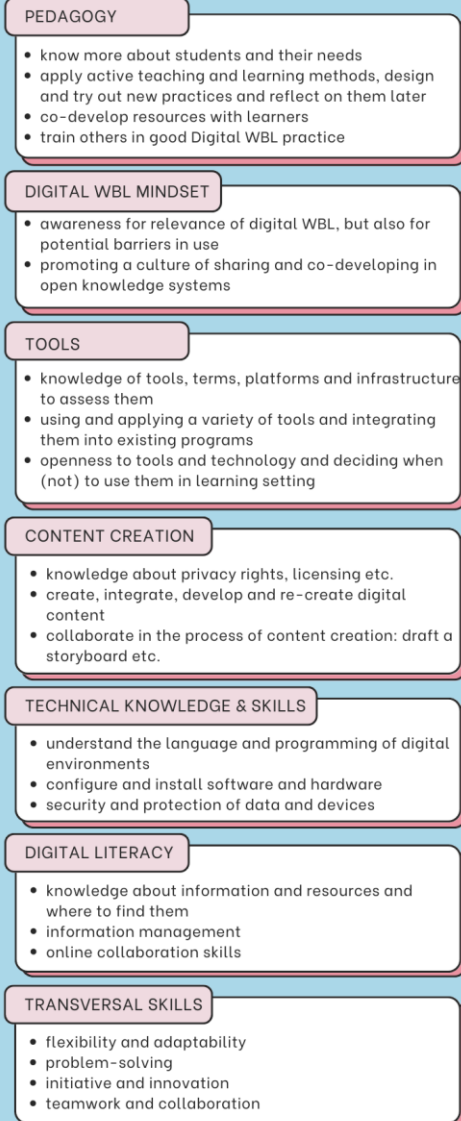 PEDAGOGY
• know more about students and their needs
• apply active teaching and learning methods, design
and try out new practices and reflect on them later
• co-develop resources with learners
• train others in good Digital WBL practice
DIGITAL WBL MINDSET
• awareness for relevance of digital WBL, but also for
potential barriers in use
• promoting a culture of sharing and co-developing in
open knowledge systems
TOOLS
• knowledge of tools, terms, platforms and infrastructure
to assess them
• using and applying a variety of tools and integrating
them into existing programs
• openness to tools and technology and deciding when
(not) to use them in learning setting
CONTENT CREATION
• knowledge about privacy rights, licensing etc.
• create, integrate, develop and re-create digital
content
• collaborate in the process of content creation: draft a
storyboard etc.
TECHNICAL KNOWLEDGE & SKILLS
• understand the language and programming of digital
environments
• configure and install software and hardware
• security and protection of data and devices
DIGITAL LITERACY
• knowledge about information and resources and
where to find them
• information management
• online collaboration skills
TRANSVERSAL SKILLS
• flexibility and adaptability
• problem-solving
• initiative and innovation
• teamwork and collaboration